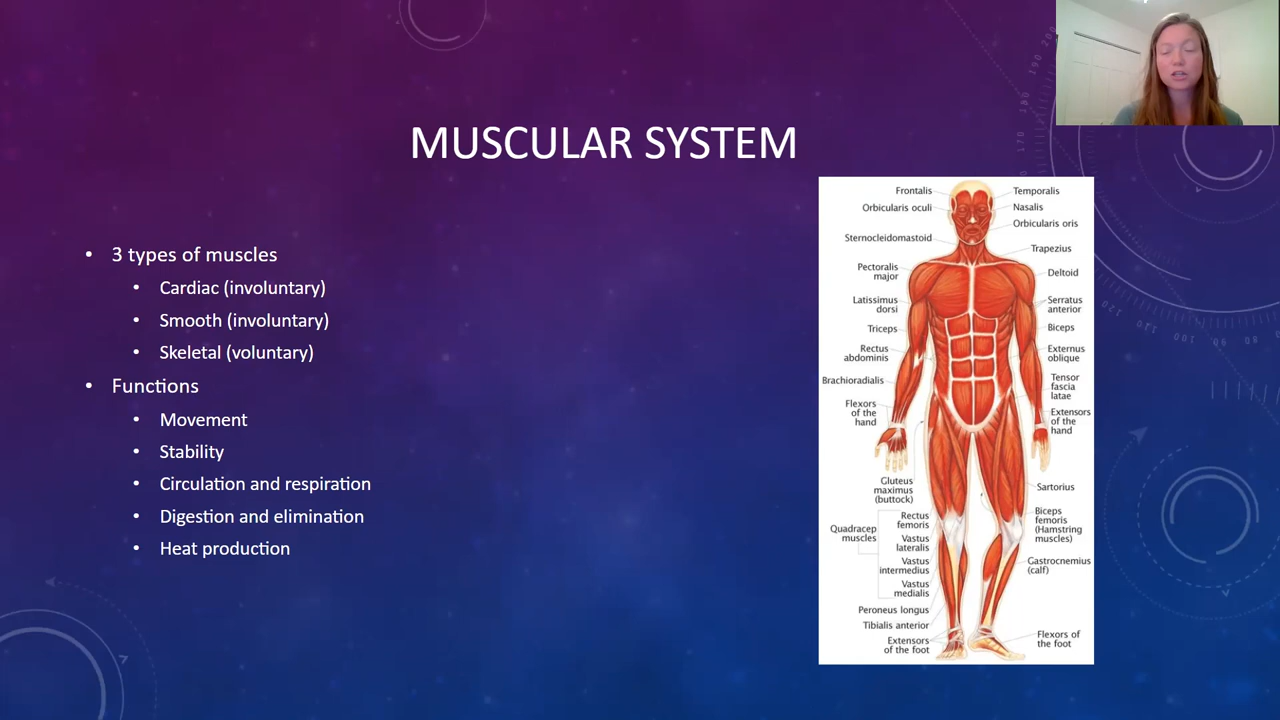 MUSCULAR SYSTEM
• 3 types of muscles
• Cardiac (involuntary)
• Smooth (involuntary)
• Skeletal (voluntary)
• Functions
• Movement
• Stability
• Circulation and respiration
• Digestion and elimination
• Heat production
Frontalis
Orbicularis oculi
Sternocleidomastoid
Pectoralis
major
Latissimus
dorsi
Triceps
Rectus
abdominis
Brachioradialis
Flexors
of the
hand
Gluteus
maximus
(buttock)
Quadracep
muscles
Rectus
femoris
Vastus
lateralis
Vastus
intermedius
Vastus
medialis
Peroneus longus
Tibialis anterior
Extensors
of the foot
Temporalis
Nasalis
Orbicularis oris
Trapezius
Deltoid
Serratus
anterior
Biceps
Externus
oblique
Tensor
fascia
latae
Extensors
of the
hand
Sartorius
Biceps
femoris
(Hamstring
muscles)
Gastrocnemius
(calf)
Flexors of
the foot
200
190
170
120